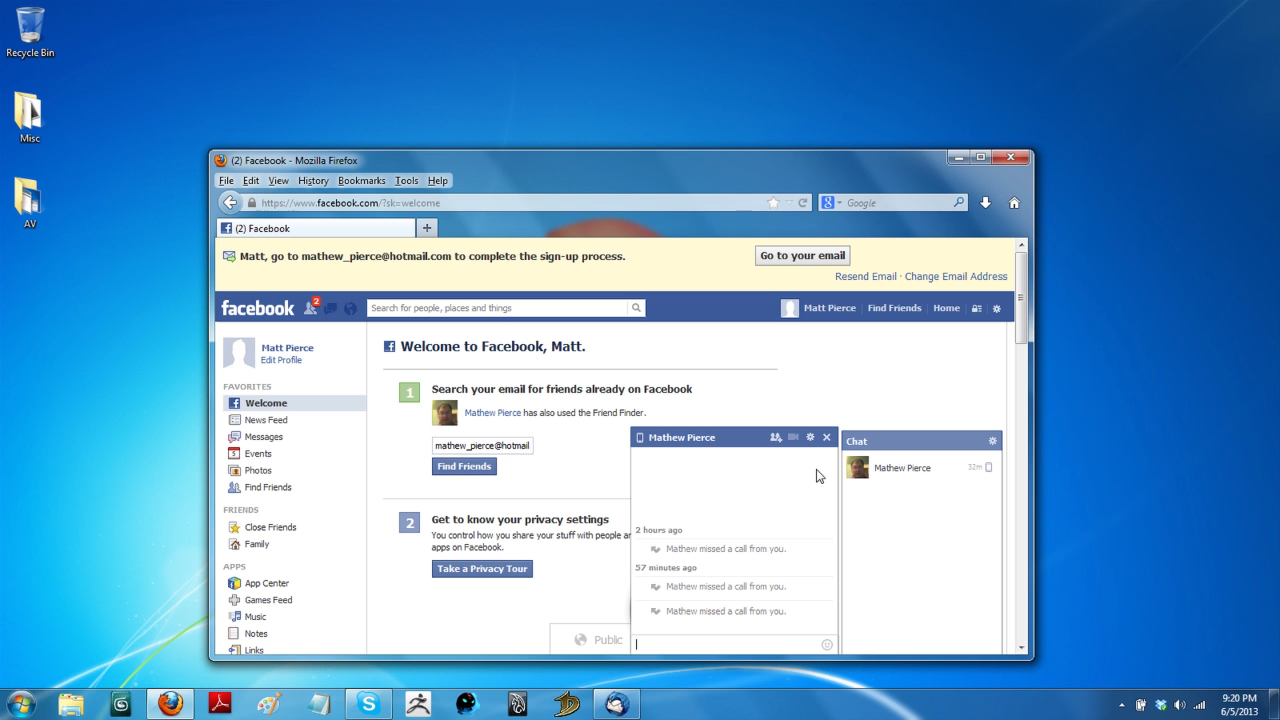 Recycle Bin
Misc
AV
(2) Facebook - Mozilla Firefox
File Edit View History Bookmarks Tools Help
https://www.facebook.com/?sk=welcome
Google
(2) Facebook
Matt, go to mathew_pierce@hotmail.com to complete the sign-up process.
Go to your email
Resend Email · Change Email Address
facebook
2
Search for people, places and things
Matt Pierce Find Friends Home
Matt Pierce
Edit Profile
FAVORITES
Welcome
News Feed
Messages
Events
Photos
Find Friends
FRIENDS
Close Friends
Family
APPS
App Center
Games Feed
Music
Notes
Links
Welcome to Facebook, Matt.
1
Search your email for friends already on Facebook
Mathew Pierce has also used the Friend Finder.
mathew_pierce@hotmail
Find Friends
2
Get to know your privacy settings
You control how you share your stuff with people
apps on Facebook.
Take a Privacy Tour
Public
Mathew Pierce
2 hours ago
Mathew missed a call from you.
57 minutes ago
Mathew missed a call from you.
Mathew missed a call from you.
Chat
Mathew Pierce 32m
9:20 PM
6/5/2013